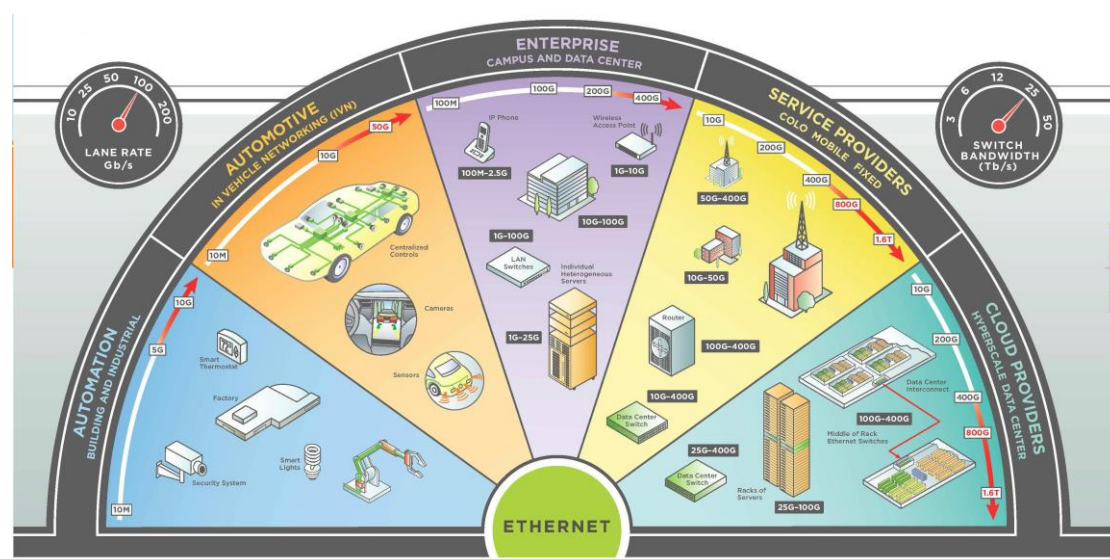 ENTERPRISE
CAMPUS AND DATA CENTER
AUTOMOTIVE
IN VEHICLE NETWORKING (IVN)
SERVICE PROVIDERS
COLO MOBILE FIXED
AUTOMATION
BUILDING AND INDUSTRIAL
CLOUD PROVIDERS
HYPERSCALE DATA CENTER
10
25
50
100
200
LANE RATE
Gb/s
3
6
12
25
50
SWITCH
BANDWIDTH
(Tb/s)
10M
5G
10G
Smart
Thermostat
Factory
Security System
Smart
Lights
10M
10G
50G
Centralized
Controls
Cameras
Sensors
100M
100G
200G
400G
IP Phone
100M–2.5G
Wireless
Access Point
1G–10G
10G–100G
1G–100G
LAN
Switches
Individual
Heterogeneous
Servers
1G–25G
10G
200G
400G
800G
1.6T
50G–400G
10G–50G
Router
100G–400G
10G–400G
Data Center
Switch
10G
200G
400G
800G
1.6T
Data Center
Interconnect
100G–400G
Middle of Rack
Ethernet Switches
25G–400G
Data Center
Switch
Racks of
Servers
25G–100G
ETHERNET